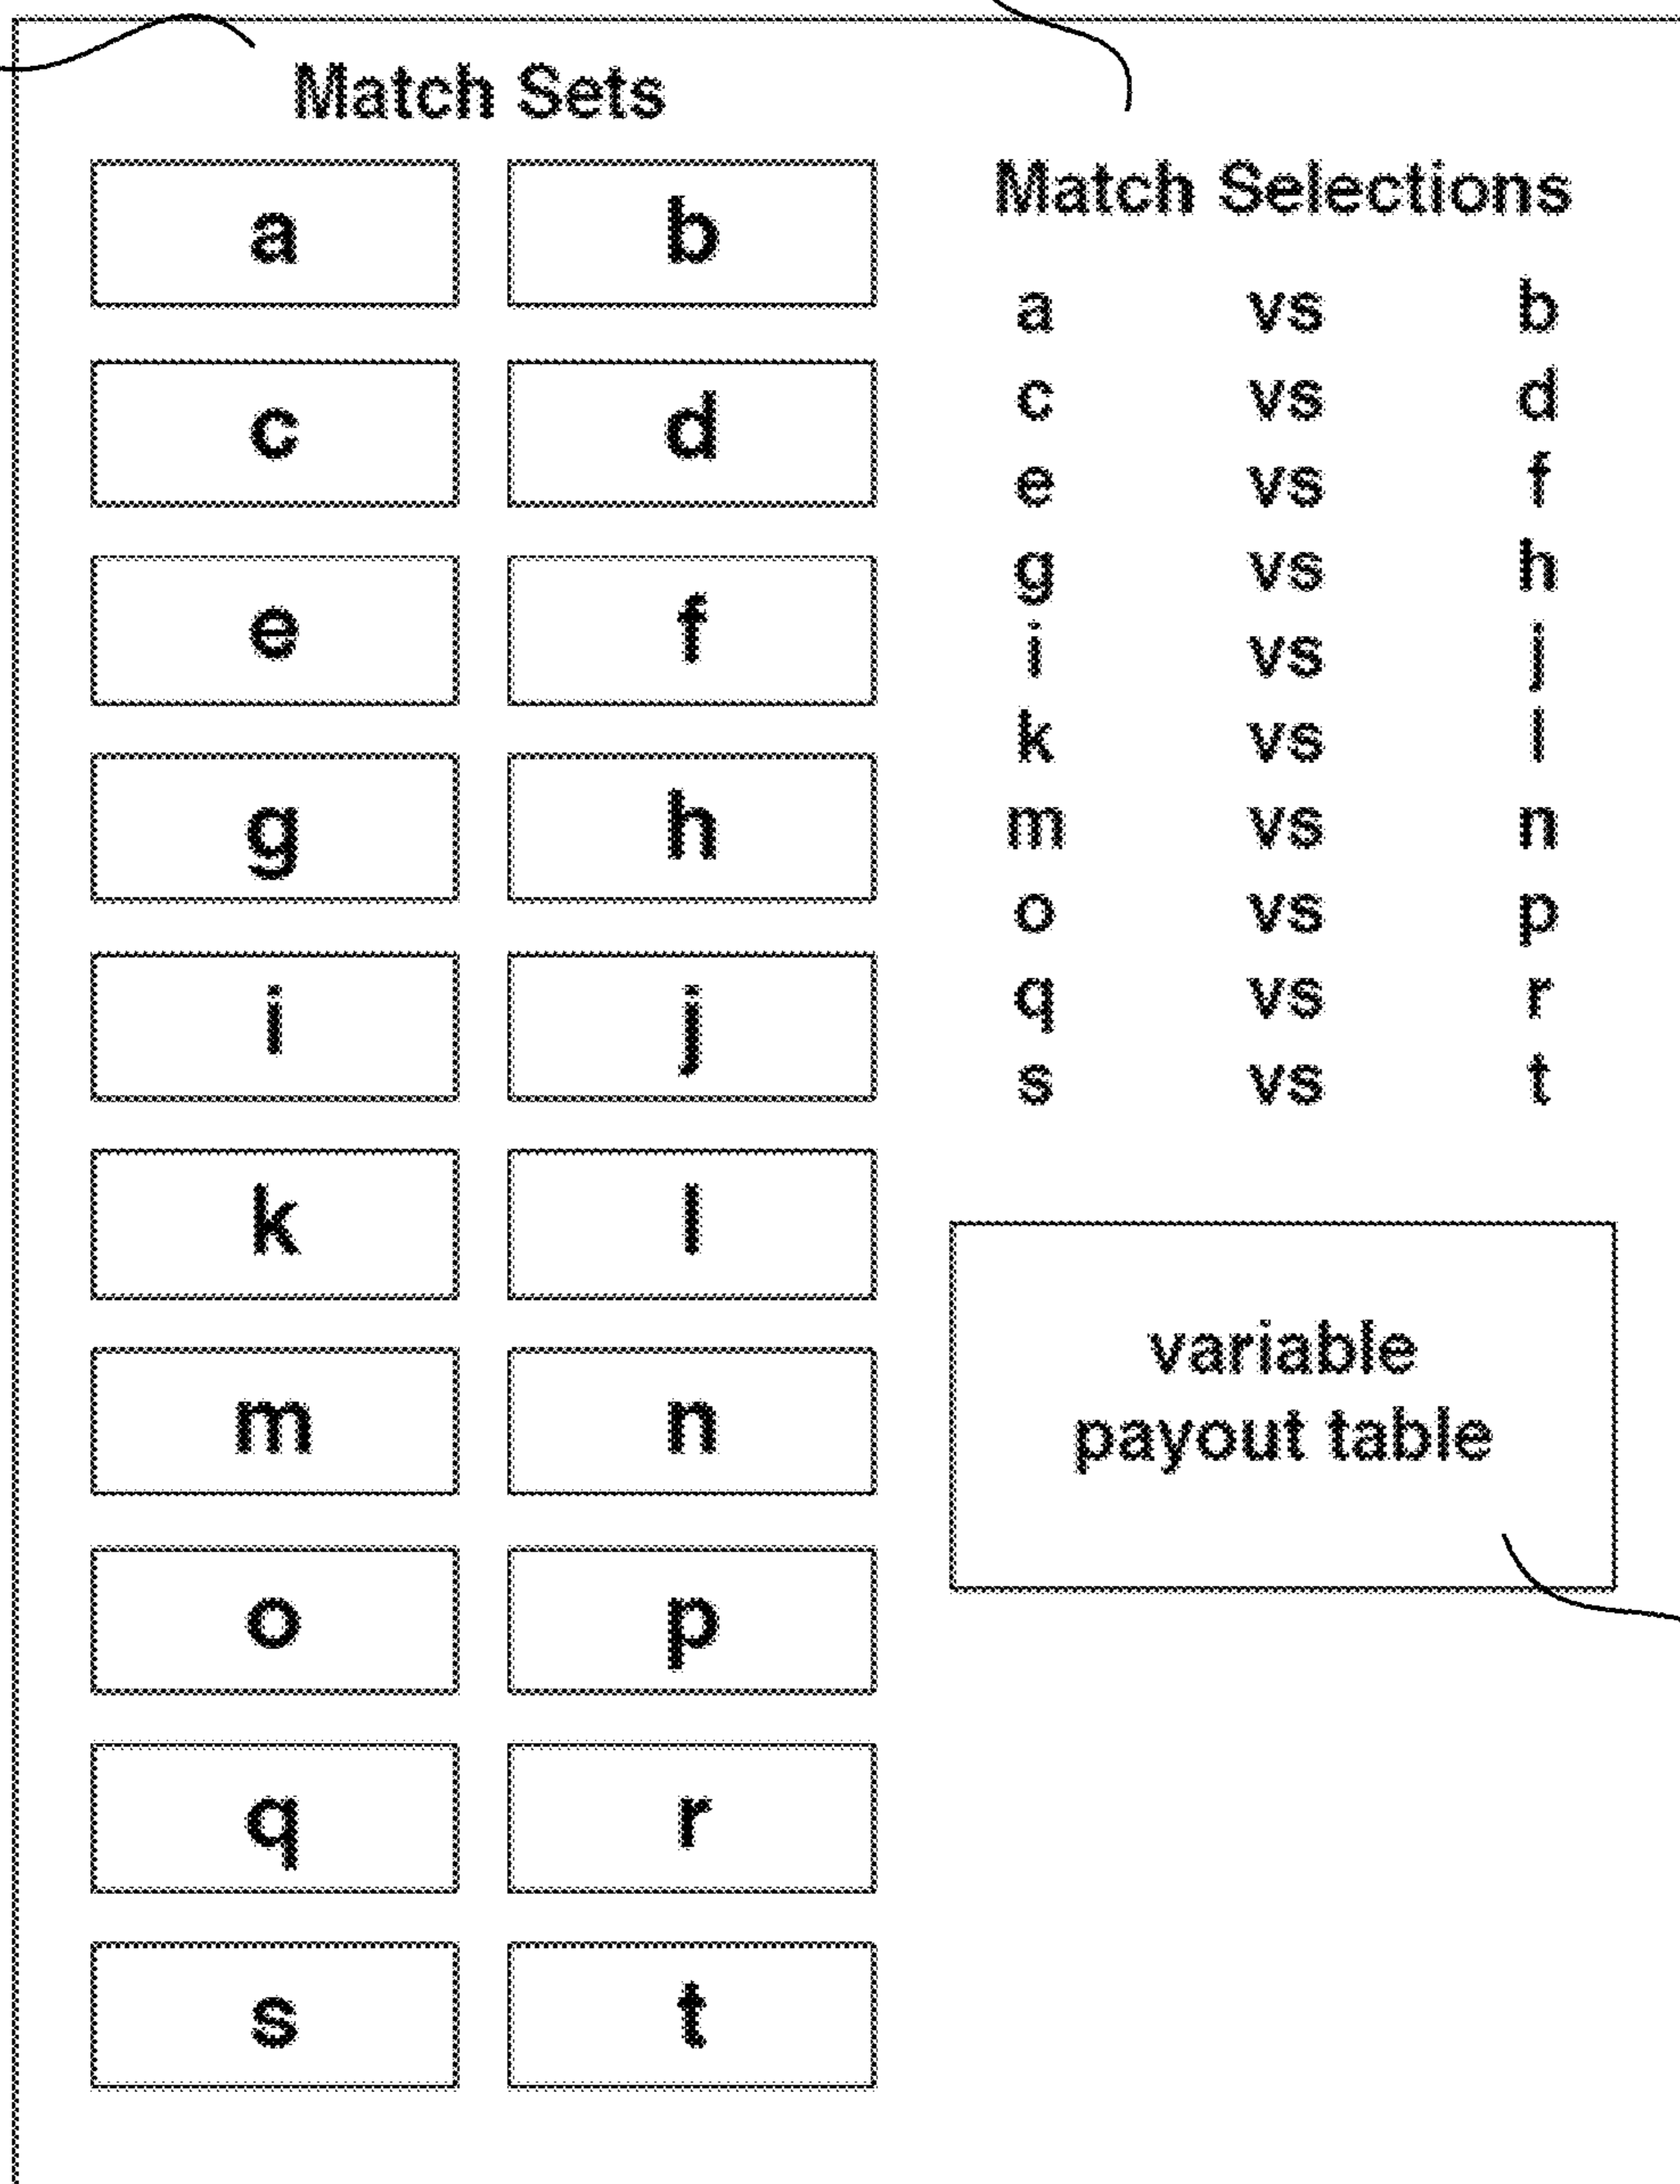 Match Sets
a b
c d
e f
g h
i j
k l
m n
o p
q r
s t
Match Selections
a vs b
c vs d
e vs f
g vs h
i vs j
k vs l
m vs n
o vs p
q vs r
s vs t
variable
payout table